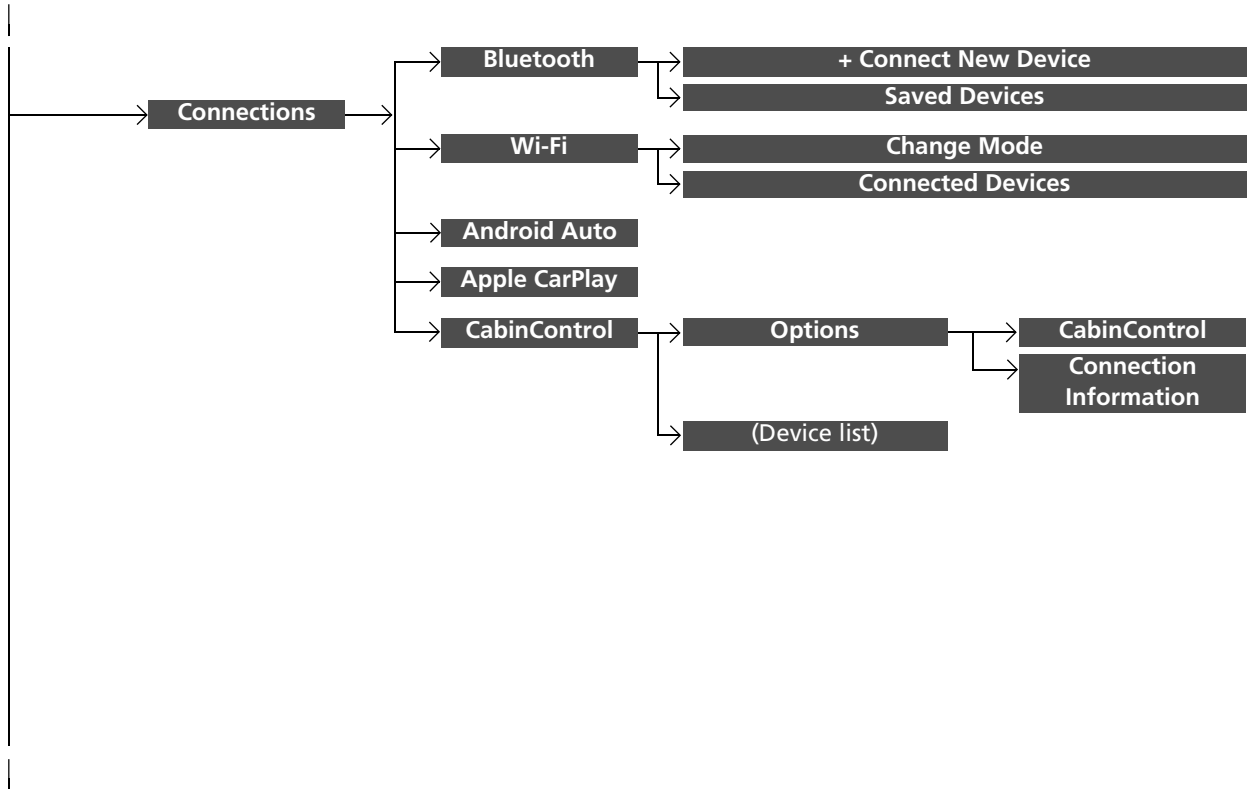 Connections
Bluetooth
+ Connect New Device
Saved Devices
Wi-Fi
Change Mode
Connected Devices
Android Auto
Apple CarPlay
CabinControl
Options
CabinControl
Connection
Information
(Device list)